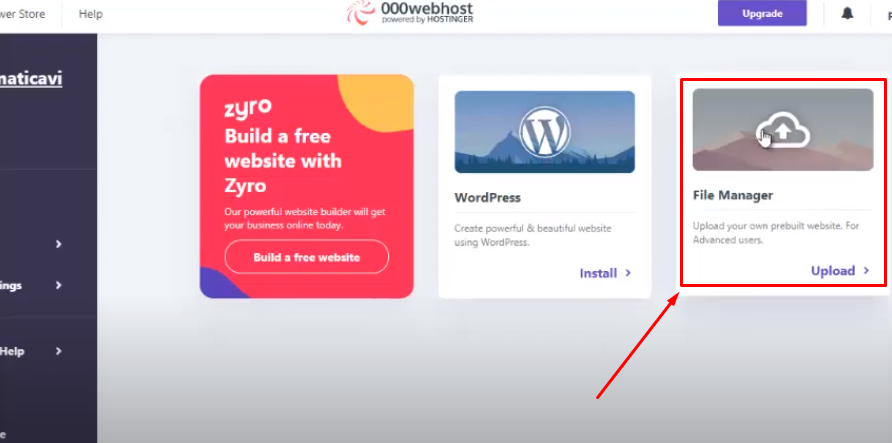 wer Store
Help
000webhost
powered by HOSTINGER
Upgrade
naticavi
ings
Help
e
zyro
Build a free
website with
Zyro
Our powerful website builder will get
your business online today.
Build a free website
WordPress
Create powerful & beautiful website
using WordPress.
Install
File Manager
Upload your own prebuilt website. For
Advanced users.
Upload